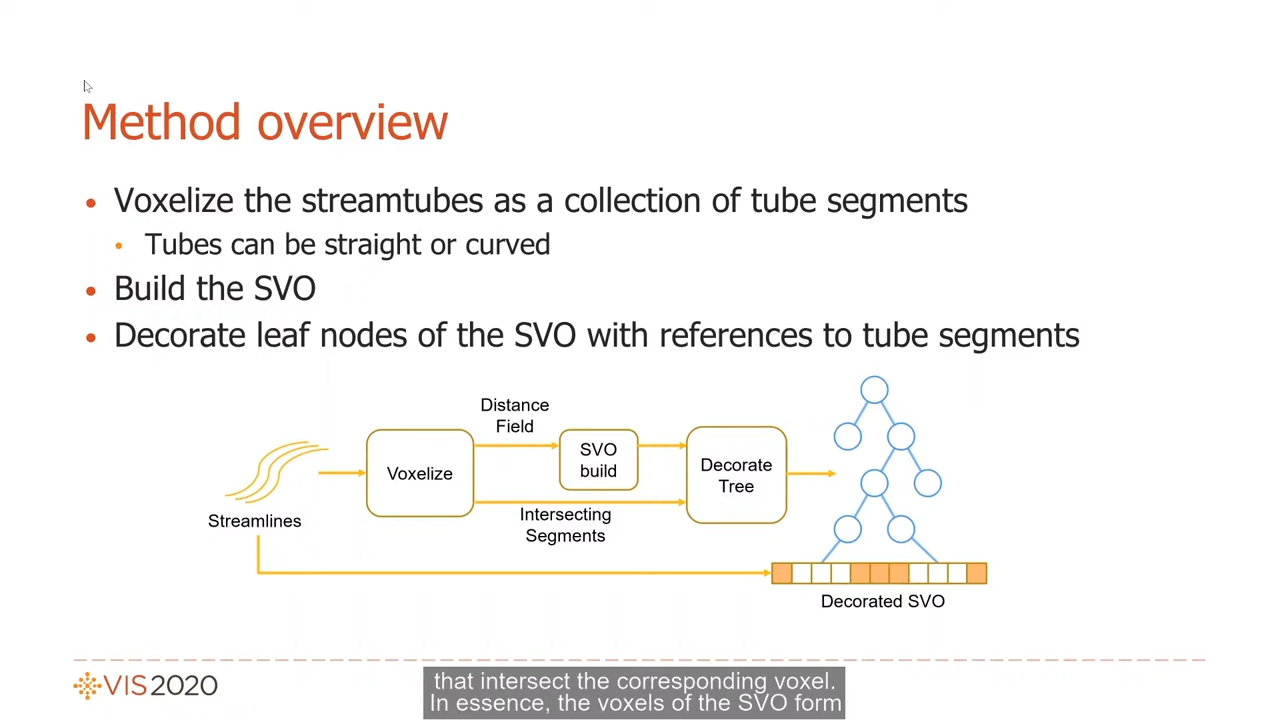 Method overview
• Voxelize the streamtubes as a collection of tube segments
• Tubes can be straight or curved
• Build the SVO
• Decorate leaf nodes of the SVO with references to tube segments
Distance
Field
SVO
build
Voxelize
Decorate
Tree
Streamlines
Intersecting
Segments
Decorated SVO
VIS2020
that intersect the corresponding voxel.
In essence, the voxels of the SVO form